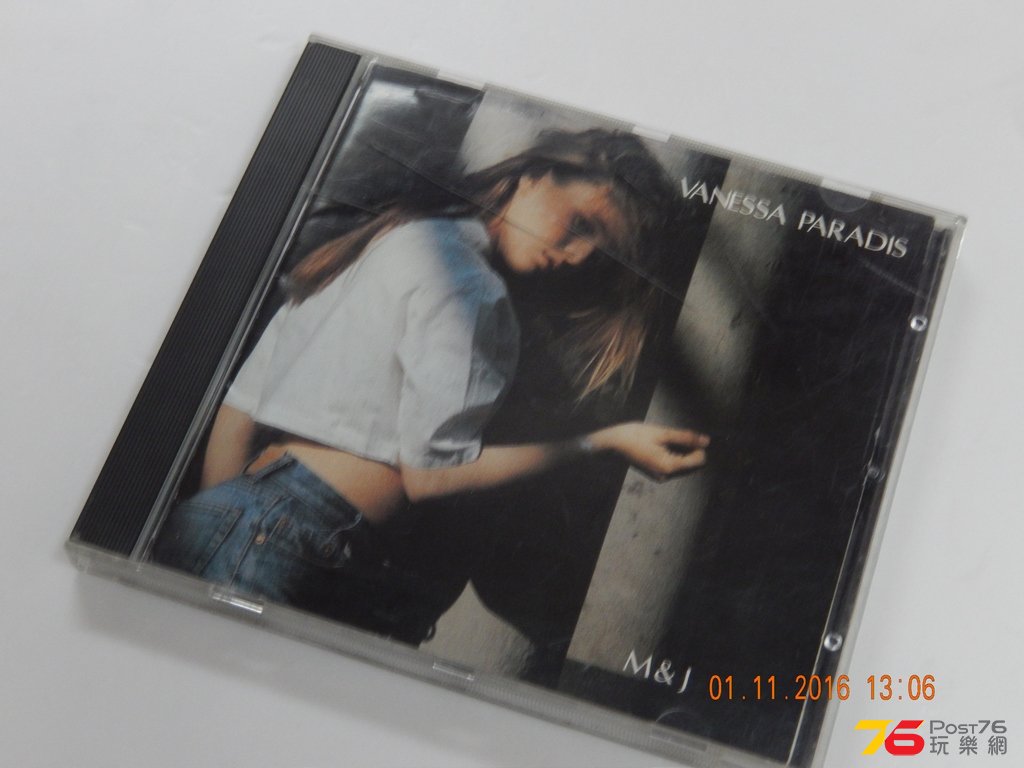 VANESSA PARADIS
M & J
01.11.2016 13:06
76 POST76
玩樂網